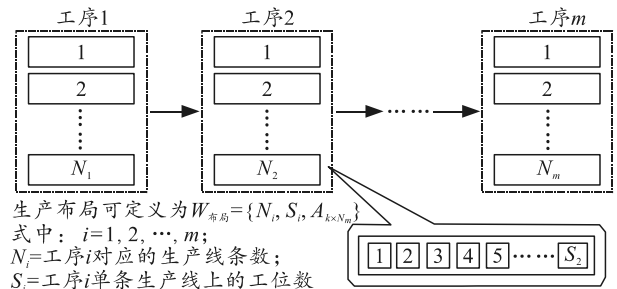 工序1 工序2 工序m
1 1 1
2 2 2
⋮ ⋮ ⋮
N₁ N₂ …… Nₘ
生产布局可定义为W布局={Nᵢ, Sᵢ, Aₖ×Nₘ}
式中：i=1, 2, …, m；
Nᵢ=工序i对应的生产线条数；
Sᵢ=工序i单条生产线上的工位数
1 2 3 4 5 …… S₂